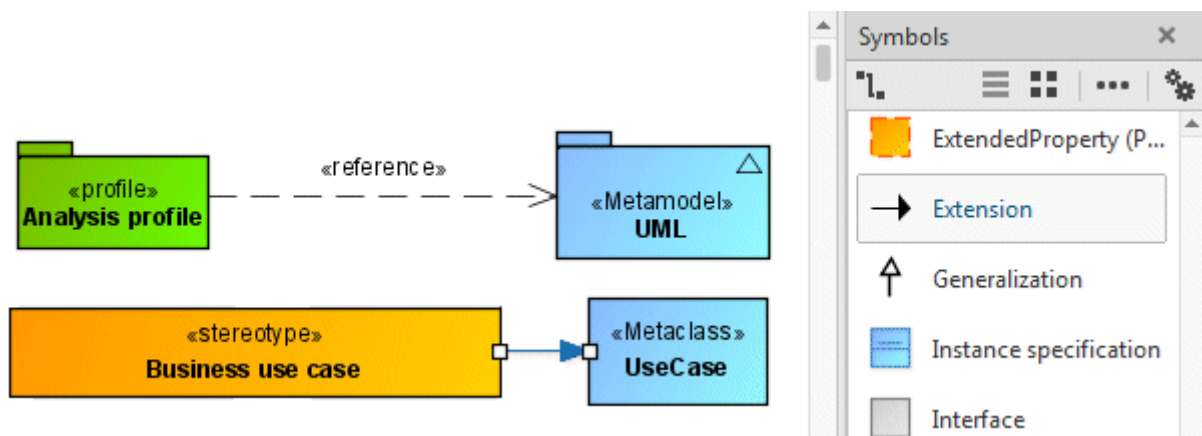 Symbols
ExtendedProperty (P...
«reference»
«profile»
Analysis profile
«Metamodel»
UML
Extension
Generalization
«stereotype»
Business use case
«Metaclass»
UseCase
Instance specification
Interface